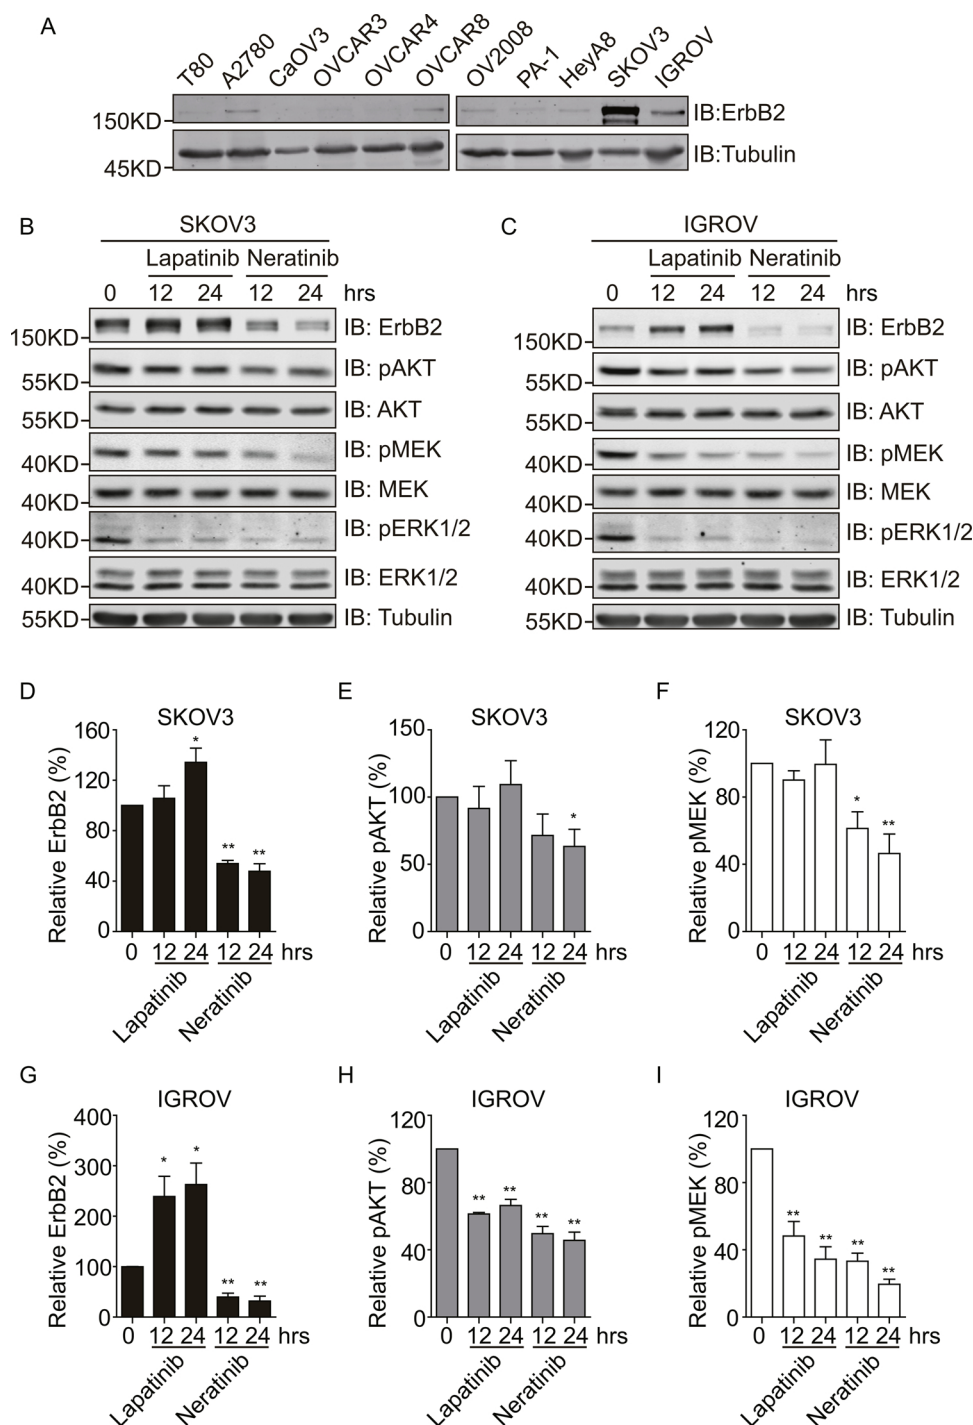 A
T80 A2780 CaOV3 OVCAR3 OVCAR4 OVCAR8 OV2008 PA-1 HeyA8 SKOV3 IGROV
150KD IB:ErbB2
45KD IB:Tubulin
B
SKOV3
Lapatinib Neratinib
0 12 24 12 24 hrs
150KD IB: ErbB2
55KD IB: pAKT
55KD IB: AKT
40KD IB: pMEK
40KD IB: MEK
40KD IB: pERK1/2
40KD IB: ERK1/2
55KD IB: Tubulin
C
IGROV
Lapatinib Neratinib
0 12 24 12 24 hrs
150KD IB: ErbB2
55KD IB: pAKT
55KD IB: AKT
40KD IB: pMEK
40KD IB: MEK
40KD IB: pERK1/2
40KD IB: ERK1/2
55KD IB: Tubulin
D
SKOV3
Relative ErbB2 (%)
160
120
80
40
0
* ** **
0 12 24 12 24 hrs
Lapatinib Neratinib
E
SKOV3
Relative pAKT (%)
150
100
50
0
*
0 12 24 12 24 hrs
Lapatinib Neratinib
F
SKOV3
Relative pMEK (%)
120
80
40
0
* **
0 12 24 12 24 hrs
Lapatinib Neratinib
G
IGROV
Relative ErbB2 (%)
400
300
200
100
0
* * ** **
0 12 24 12 24 hrs
Lapatinib Neratinib
H
IGROV
Relative pAKT (%)
120
80
40
0
** ** ** **
0 12 24 12 24 hrs
Lapatinib Neratinib
I
IGROV
Relative pMEK (%)
120
80
40
0
** ** ** **
0 12 24 12 24 hrs
Lapatinib Neratinib